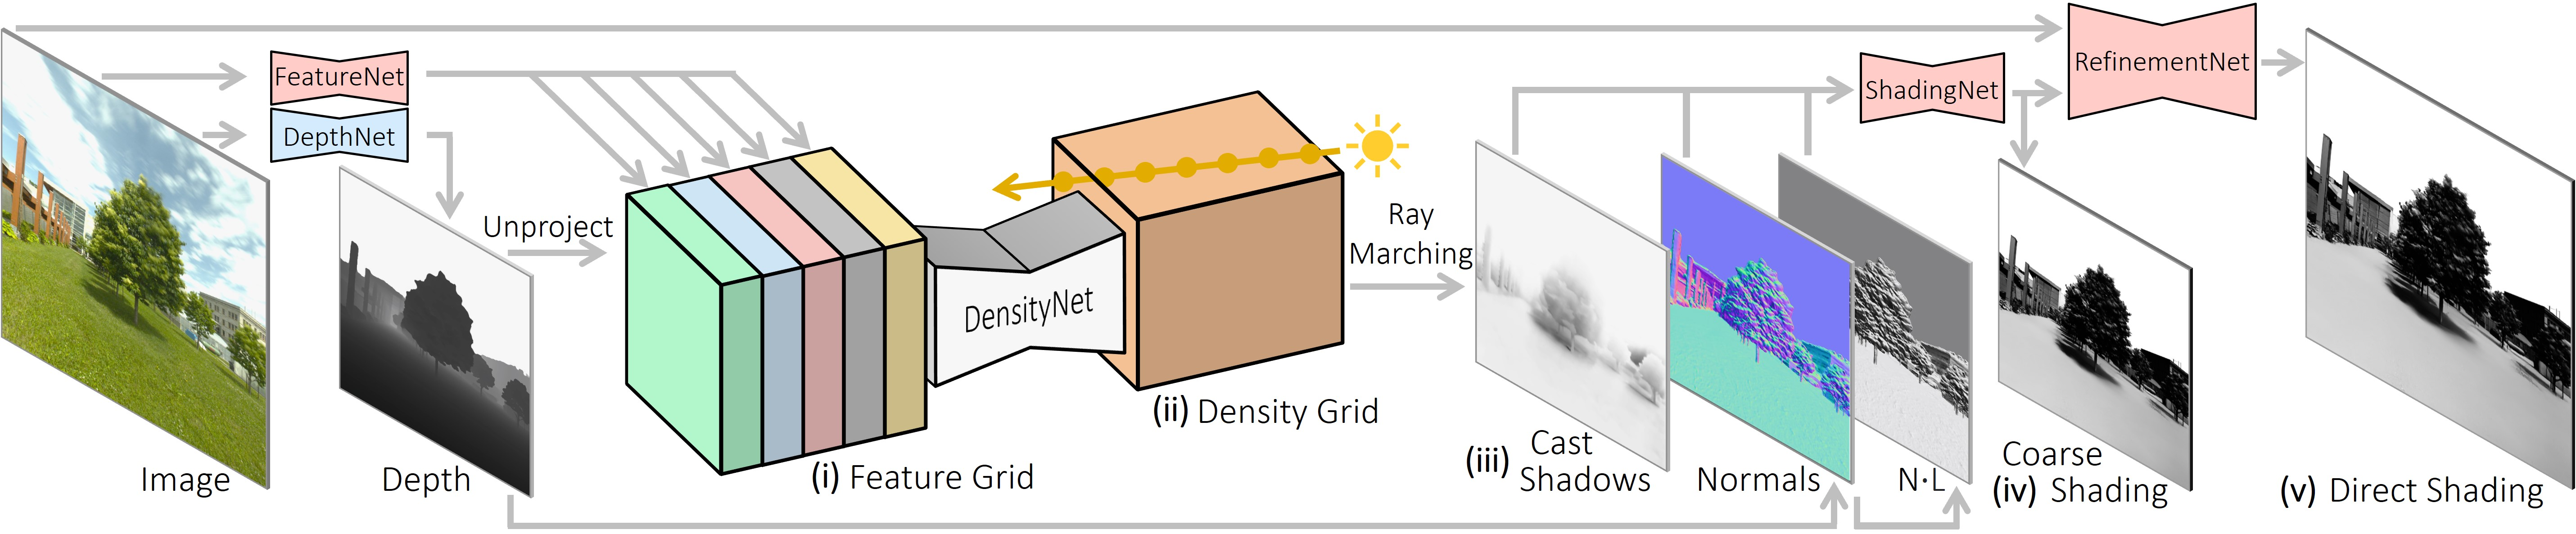 FeatureNet
DepthNet
Image
Depth
Unproject
(i) Feature Grid
DensityNet
(ii) Density Grid
Ray
Marching
(iii) Cast
Shadows
Normals
N·L
ShadingNet
Coarse
(iv) Shading
RefinementNet
(v) Direct Shading